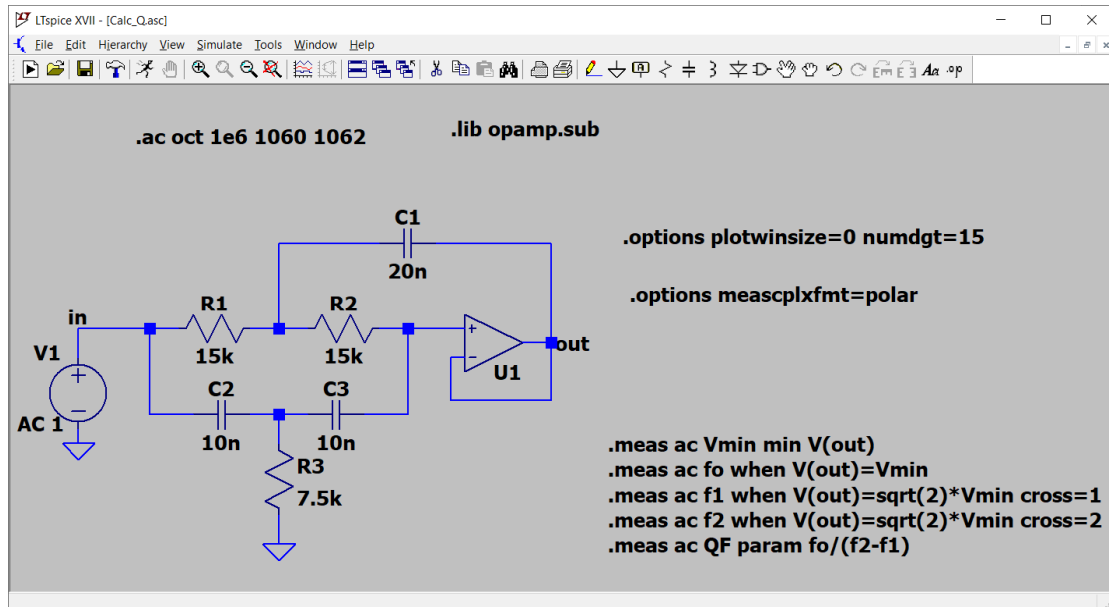 LTspice XVII - [Calc_Q.asc]
File Edit Hierarchy View Simulate Tools Window Help
.ac oct 1e6 1060 1062
.lib opamp.sub
C1
20n
.options plotwinsize=0 numdgt=15
.options meascplxfmt=polar
in
R1
15k
R2
15k
out
U1
V1
AC 1
C2
10n
C3
10n
R3
7.5k
.meas ac Vmin min V(out)
.meas ac fo when V(out)=Vmin
.meas ac f1 when V(out)=sqrt(2)*Vmin cross=1
.meas ac f2 when V(out)=sqrt(2)*Vmin cross=2
.meas ac QF param fo/(f2-f1)